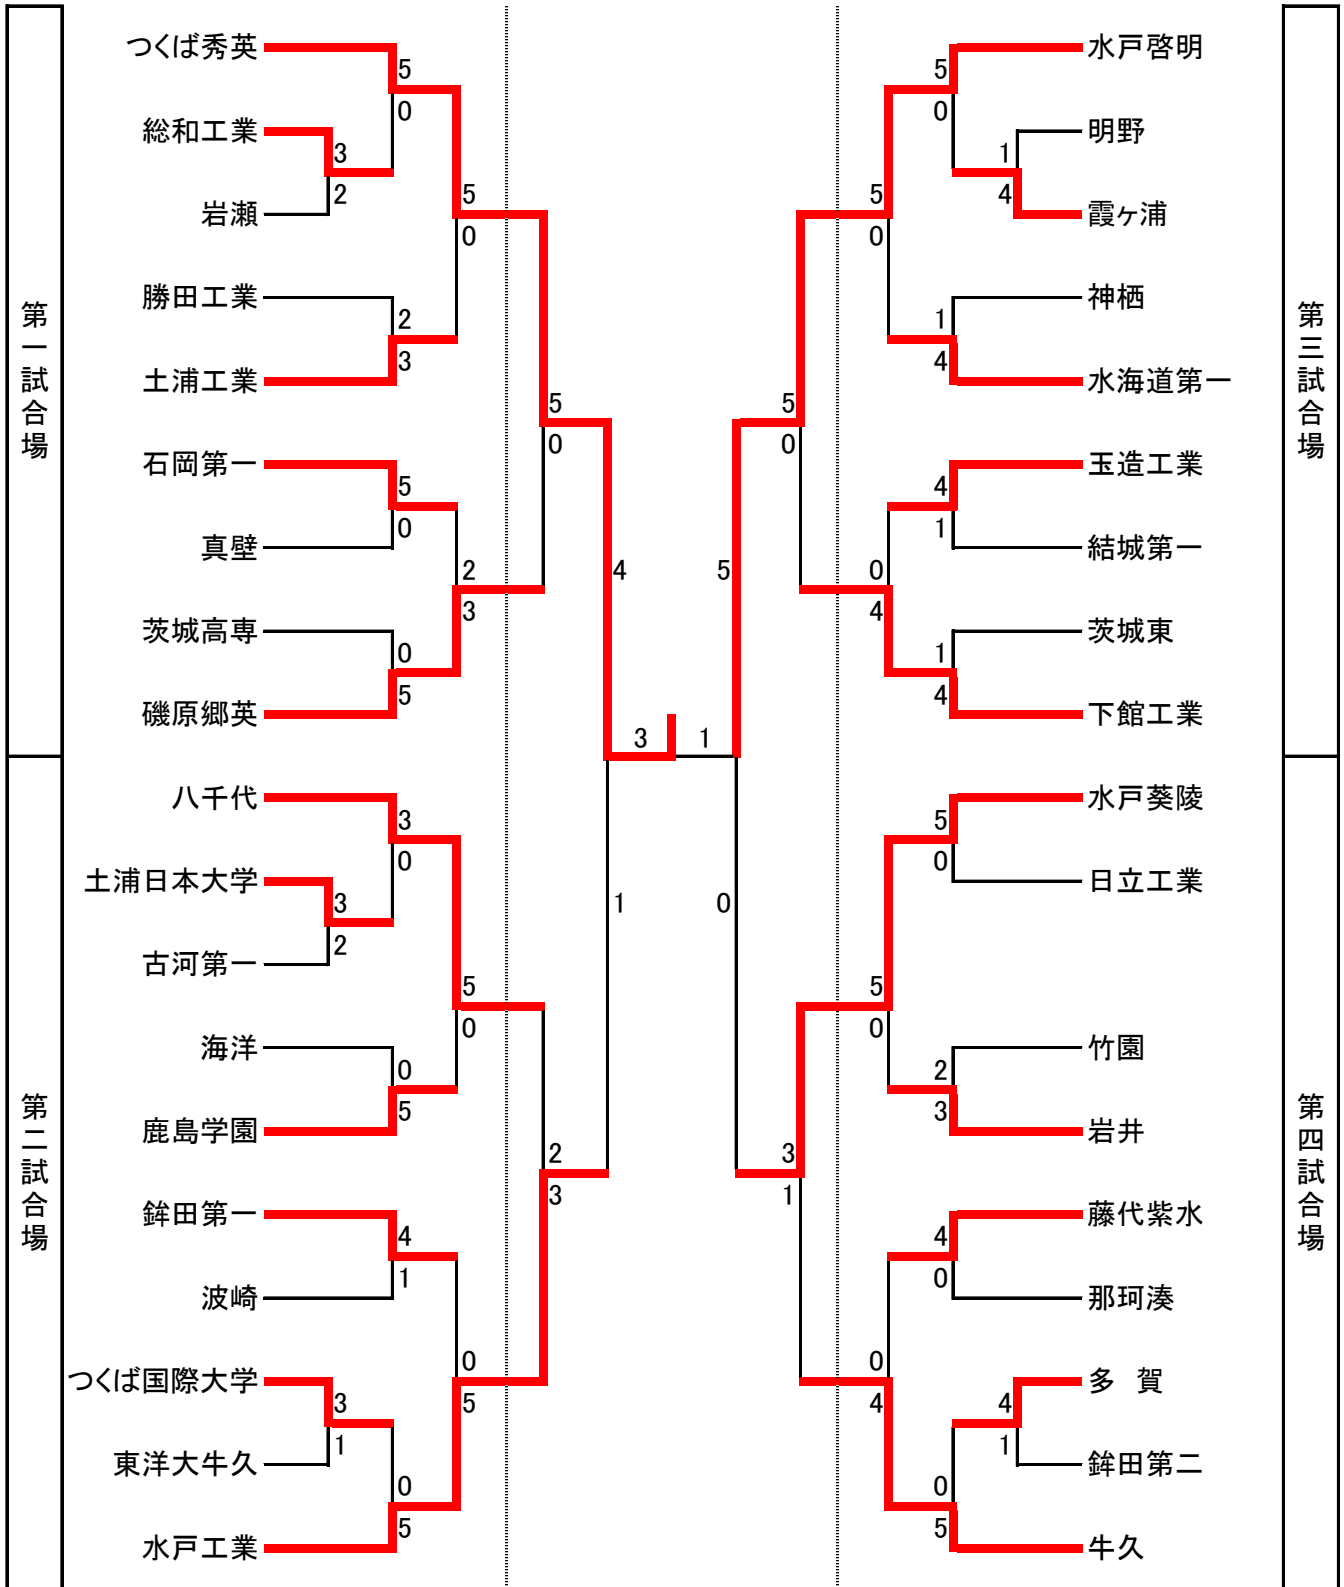 第一試合場
つくば秀英
5
0
総和工業
3
2
岩瀬
5
0
勝田工業
2
3
土浦工業
5
0
石岡第一
5
0
真壁
2
3
茨城高専
0
5
磯原郷英
4
3
第二試合場
八千代
3
0
土浦日本大学
3
2
古河第一
1
5
0
海洋
0
5
鹿島学園
2
3
鉾田第一
4
1
波崎
0
5
つくば国際大学
3
1
東洋大牛久
0
5
水戸工業
第三試合場
水戸啓明
5
0
明野
1
4
霞ヶ浦
5
0
神栖
1
4
水海道第一
5
0
玉造工業
4
1
結城第一
0
4
茨城東
1
4
下館工業
5
1
第四試合場
水戸葵陵
5
0
日立工業
0
5
0
竹園
2
3
岩井
3
1
藤代紫水
4
0
那珂湊
0
4
多　賀
4
1
鉾田第二
0
5
牛久